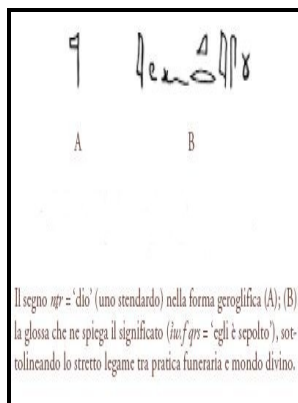 A B
Il segno nṯr = ‘dio’ (uno stendardo) nella forma geroglifica (A); (B)
la glossa che ne spiega il significato (iw.f qrs = ‘egli è sepolto’), sot-
tolineando lo stretto legame tra pratica funeraria e mondo divino.